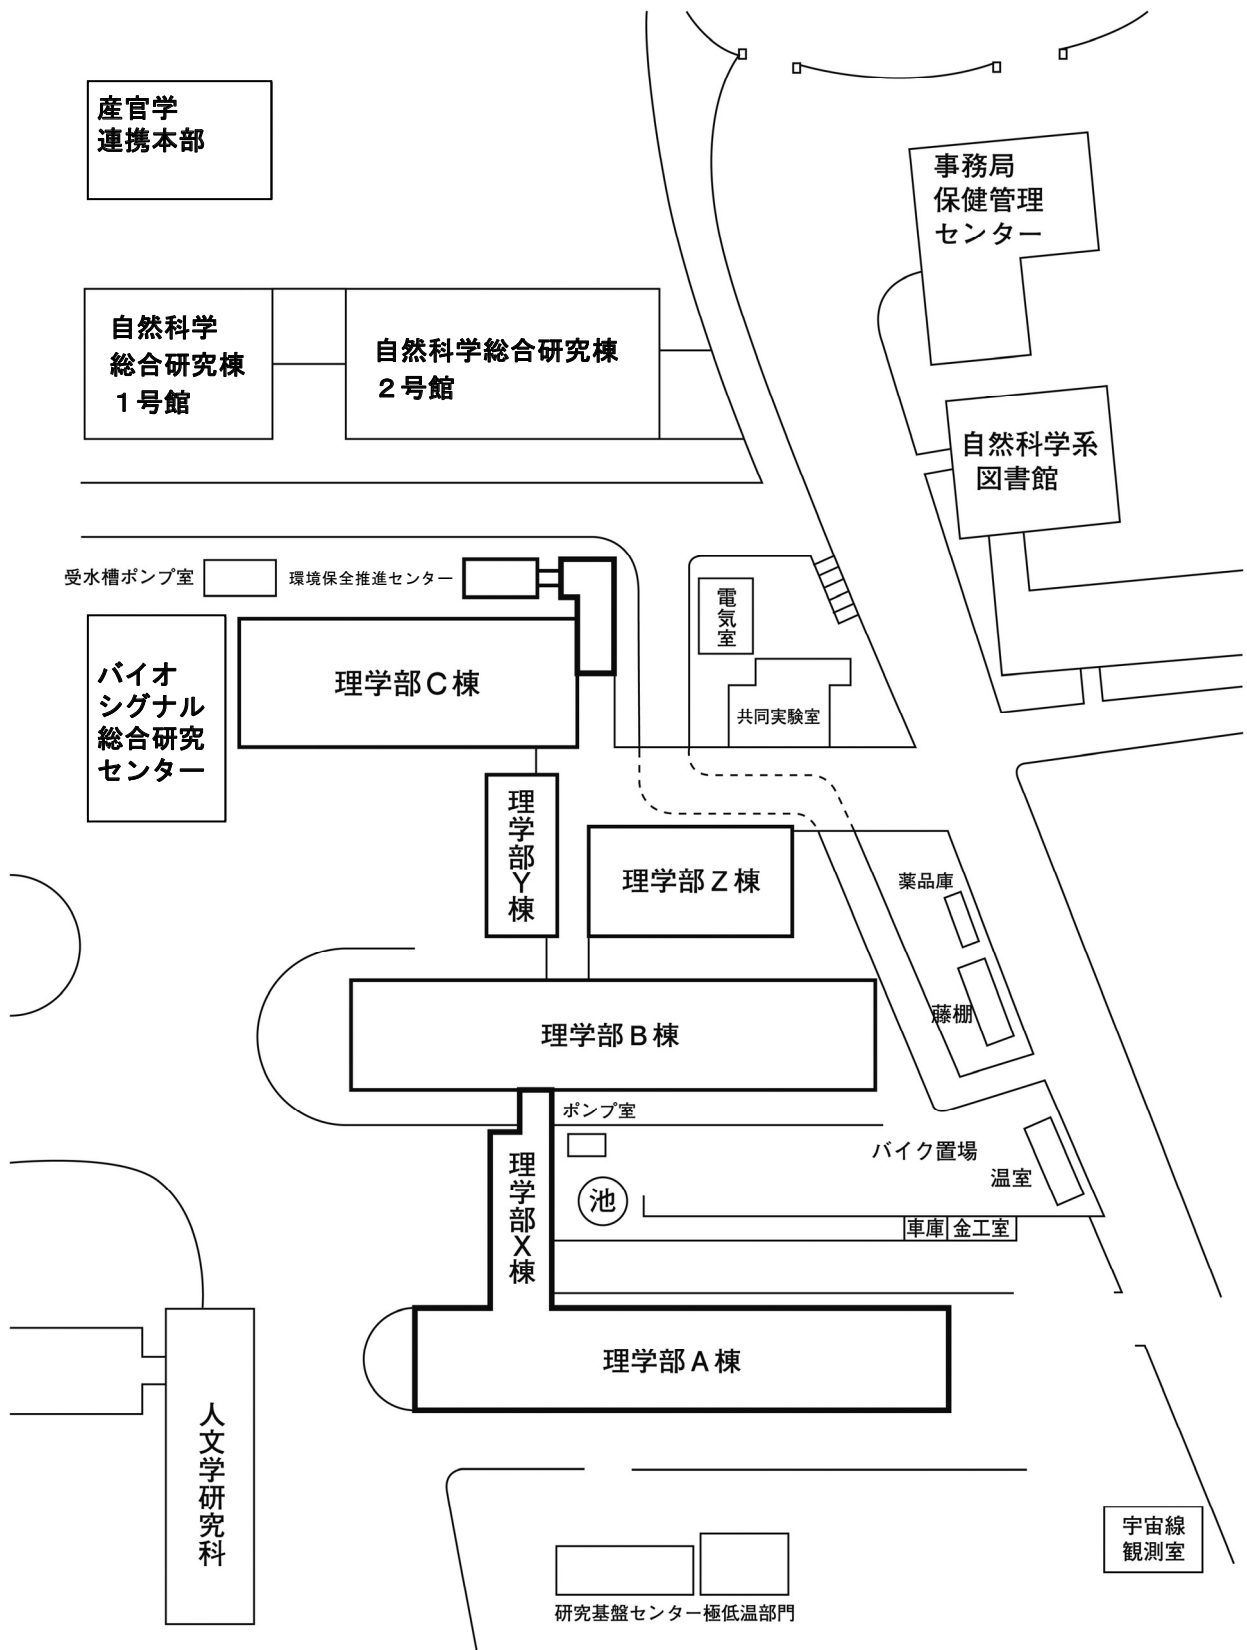 産官学
連携本部
事務局
保健管理
センター
自然科学
総合研究棟
１号館
自然科学総合研究棟
２号館
自然科学系
図書館
受水槽ポンプ室
環境保全推進センター
電気室
バイオ
シグナル
総合研究
センター
理学部Ｃ棟
共同実験室
理学部Ｙ棟
理学部Ｚ棟
薬品庫
藤棚
理学部Ｂ棟
ポンプ室
バイク置場
温室
理学部Ｘ棟
池
車庫
金工室
理学部Ａ棟
人文学研究科
宇宙線
観測室
研究基盤センター極低温部門